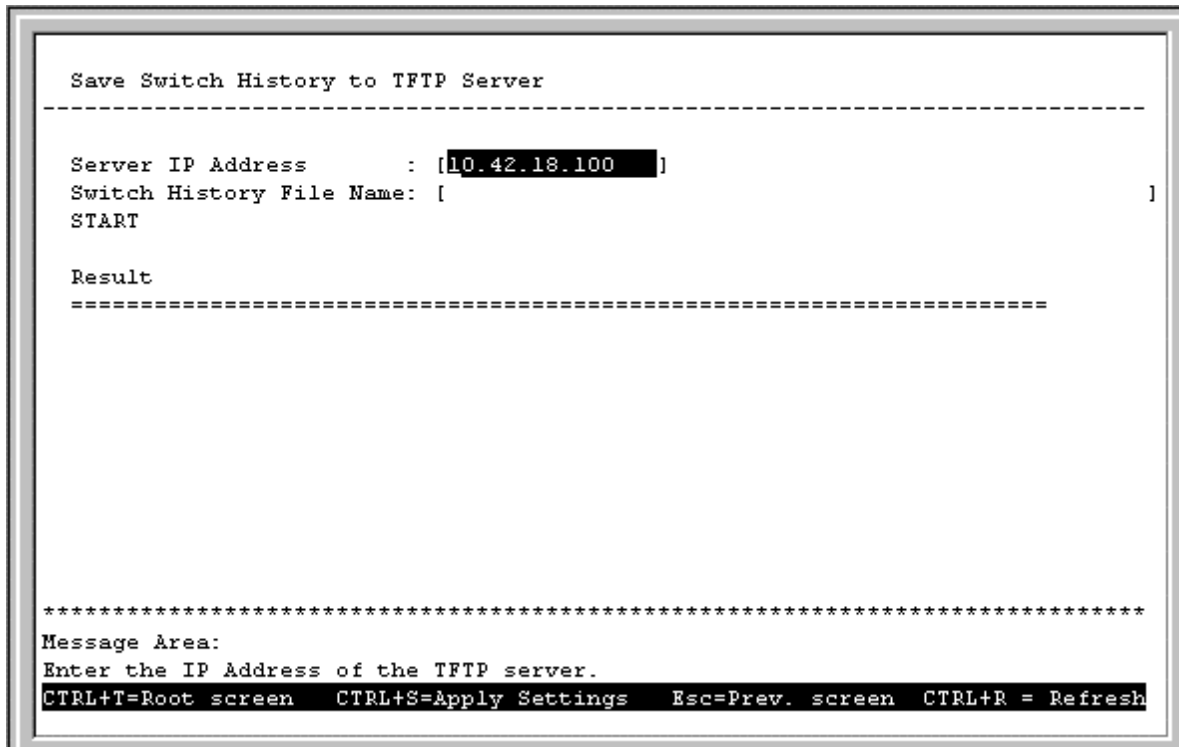 Save Switch History to TFTP Server
--------------------------------------------------------------------------------
Server IP Address       : [10.42.18.100   ]
Switch History File Name: [                                                  ]
START
Result
======================================================================
*******************************************************************************
Message Area:
Enter the IP Address of the TFTP server.
CTRL+T=Root screen   CTRL+S=Apply Settings   Esc=Prev. screen  CTRL+R = Refresh